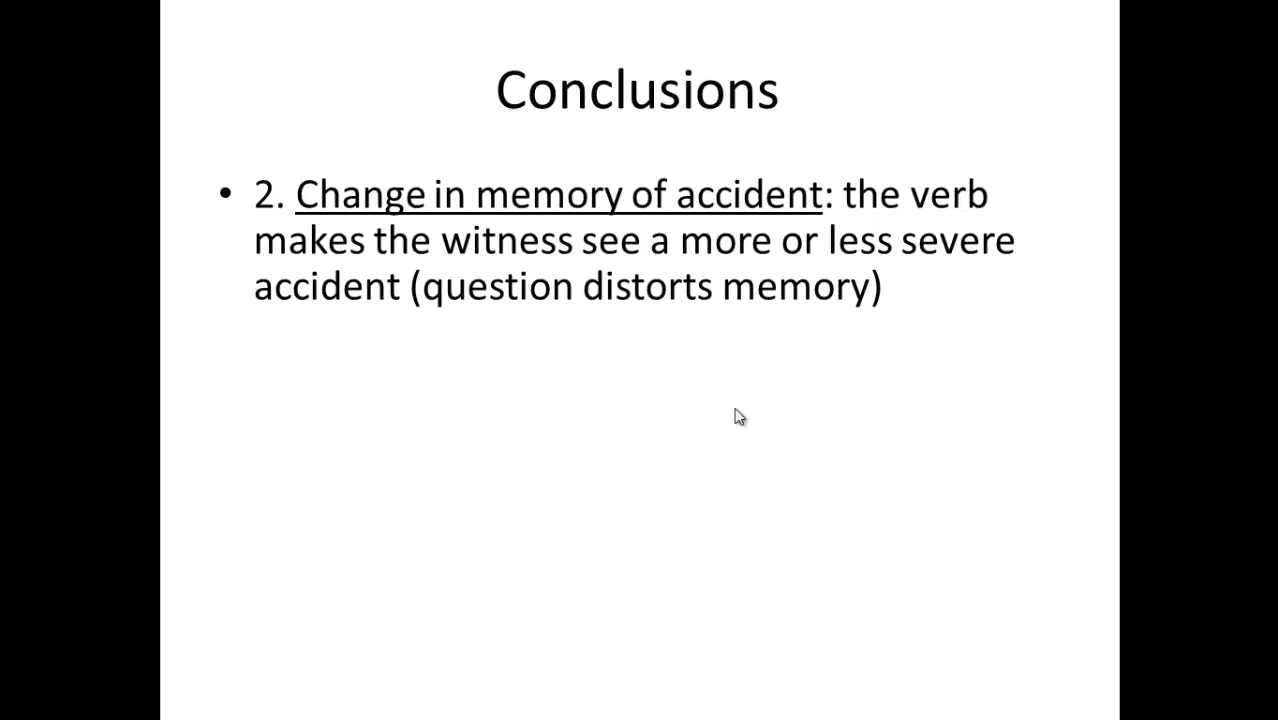 Conclusions
• 2. Change in memory of accident: the verb
makes the witness see a more or less severe
accident (question distorts memory)